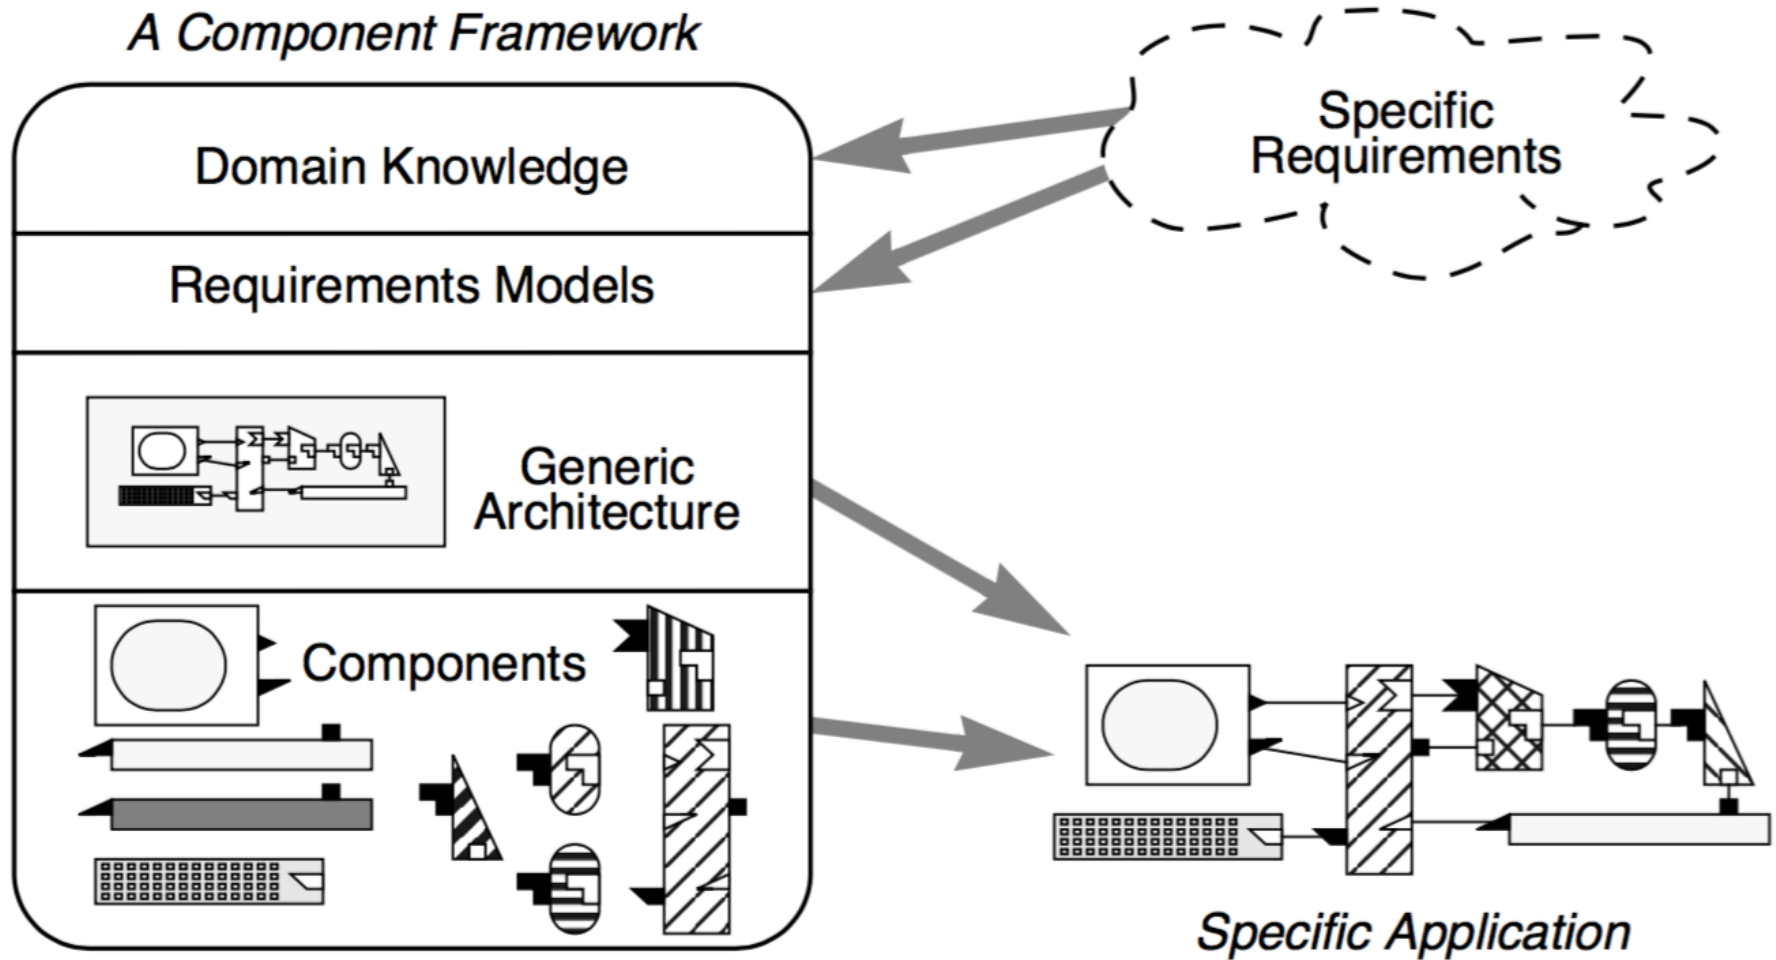 A Component Framework
Specific
Requirements
Domain Knowledge
Requirements Models
Generic
Architecture
Components
Specific Application